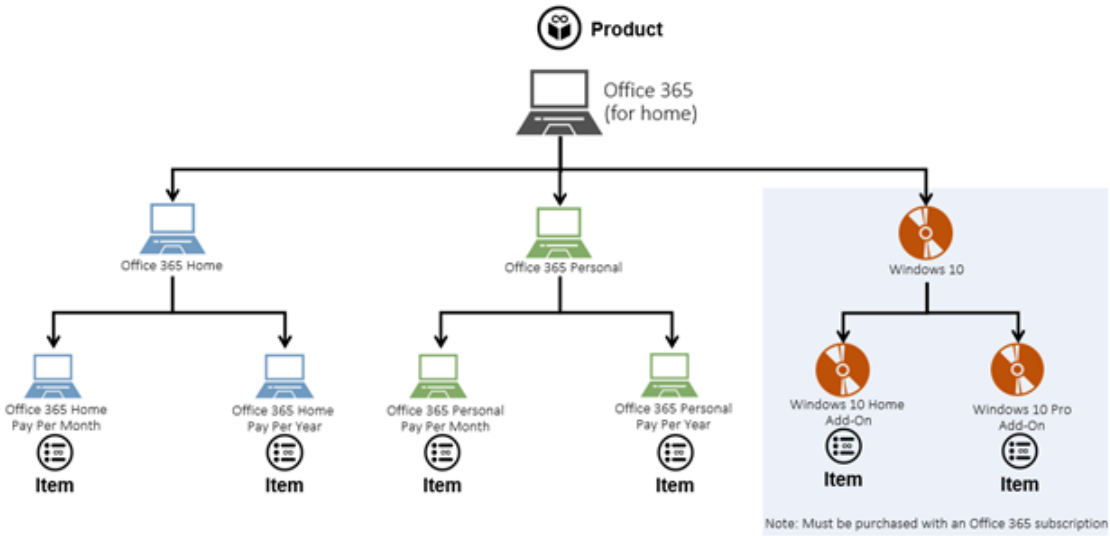 Product
Office 365
(for home)
Office 365 Home
Office 365 Personal
Windows 10
Office 365 Home
Pay Per Month
Item
Office 365 Home
Pay Per Year
Item
Office 365 Personal
Pay Per Month
Item
Office 365 Personal
Pay Per Year
Item
Windows 10 Home
Add-On
Item
Windows 10 Pro
Add-On
Item
Note: Must be purchased with an Office 365 subscription